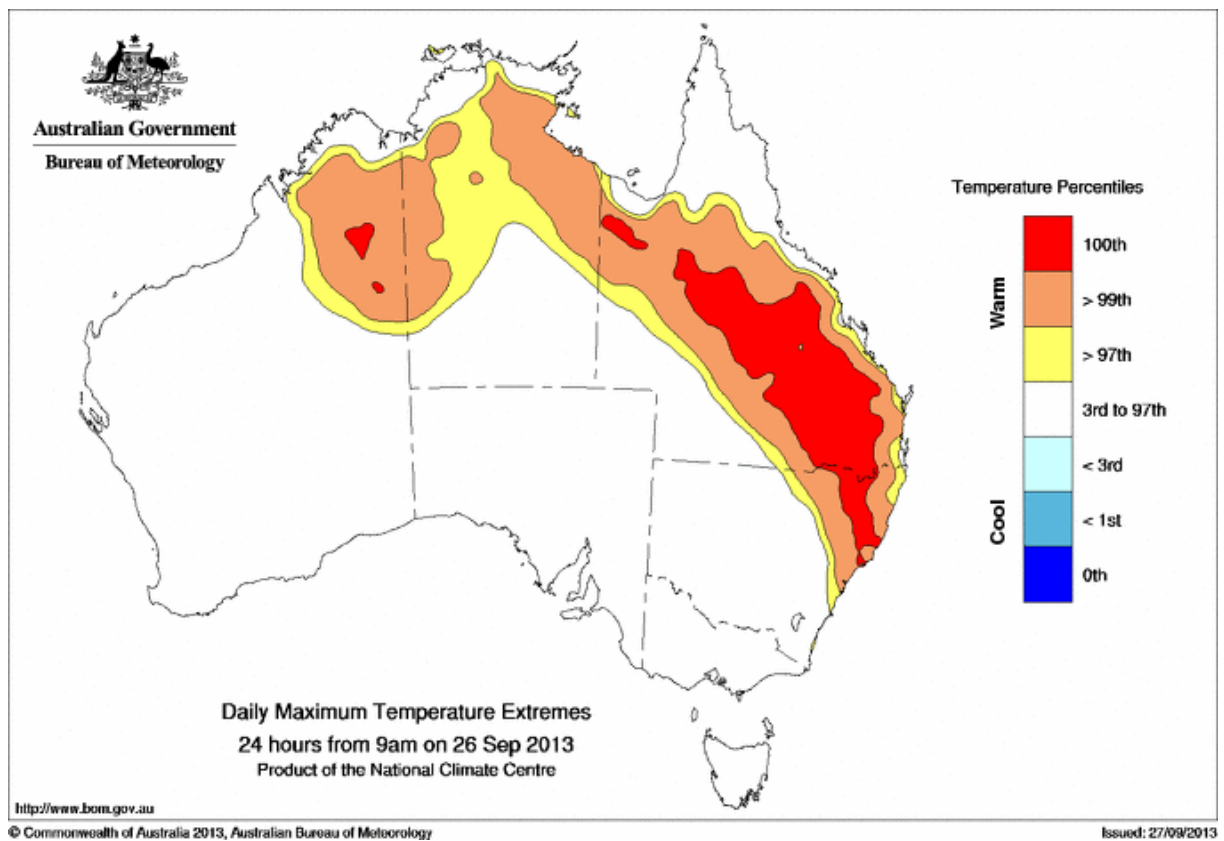 Australian Government
Bureau of Meteorology
Temperature Percentiles
Warm
Cool
100th
> 99th
> 97th
3rd to 97th
< 3rd
< 1st
0th
Daily Maximum Temperature Extremes
24 hours from 9am on 26 Sep 2013
Product of the National Climate Centre
http://www.bom.gov.au
© Commonwealth of Australia 2013, Australian Bureau of Meteorology
Issued: 27/09/2013